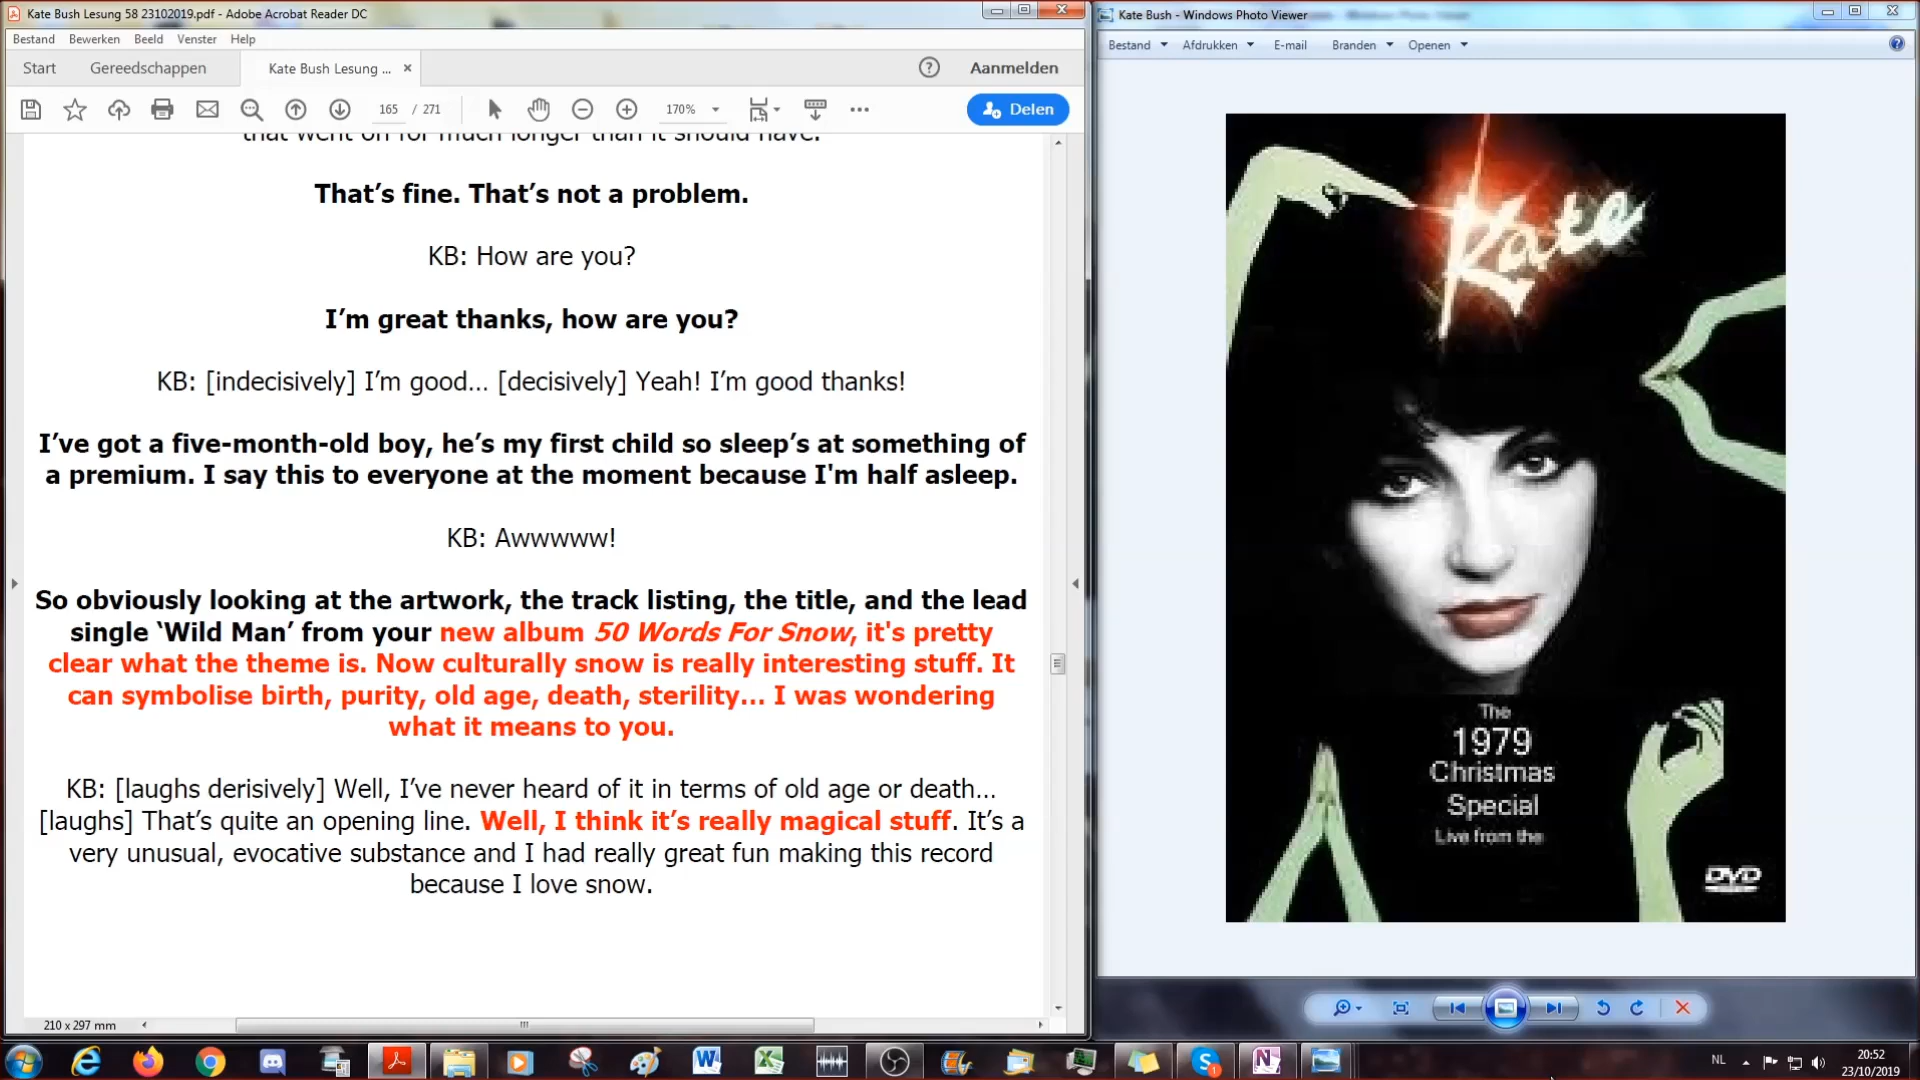 Kate Bush Lesung 58 23102019.pdf - Adobe Acrobat Reader DC
Bestand Bewerken Beeld Venster Help
Start Gereedschappen Kate Bush Lesung ... × ? Aanmelden
165 / 271 170% Delen
that went on for much longer than it should have.
That’s fine. That’s not a problem.
KB: How are you?
I’m great thanks, how are you?
KB: [indecisively] I’m good… [decisively] Yeah! I’m good thanks!
I’ve got a five-month-old boy, he’s my first child so sleep’s at something of
a premium. I say this to everyone at the moment because I'm half asleep.
KB: Awwwww!
So obviously looking at the artwork, the track listing, the title, and the lead
single ‘Wild Man’ from your new album 50 Words For Snow, it's pretty
clear what the theme is. Now culturally snow is really interesting stuff. It
can symbolise birth, purity, old age, death, sterility… I was wondering
what it means to you.
KB: [laughs derisively] Well, I’ve never heard of it in terms of old age or death…
[laughs] That’s quite an opening line. Well, I think it’s really magical stuff. It’s a
very unusual, evocative substance and I had really great fun making this record
because I love snow.
210 x 297 mm
Kate Bush - Windows Photo Viewer
Bestand Afdrukken E-mail Branden Openen
Kate
The
1979
Christmas
Special
Live from the
DVD
NL
20:52
23/10/2019